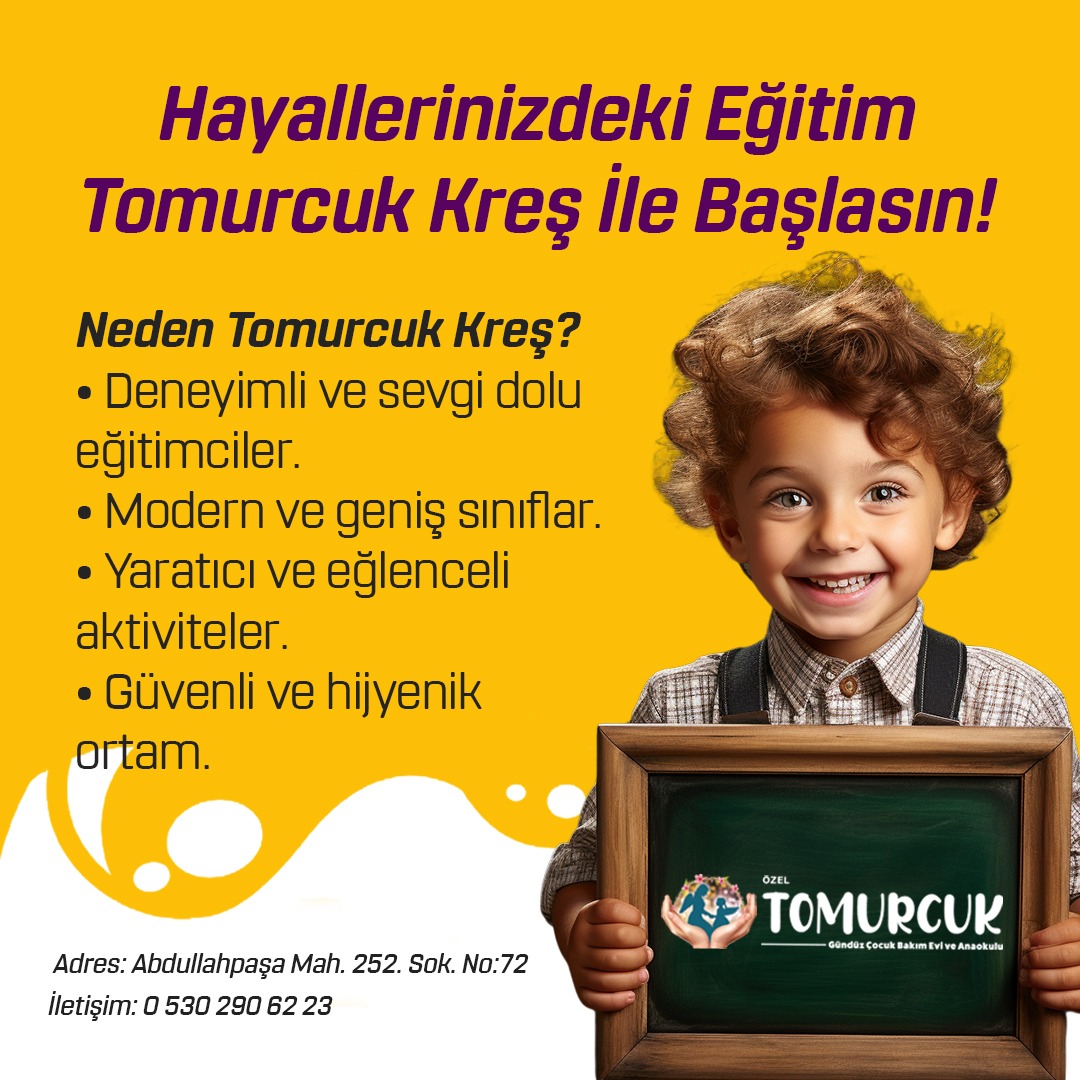 Hayallerinizdeki Eğitim
Tomurcuk Kreş İle Başlasın!
Neden Tomurcuk Kreş?
• Deneyimli ve sevgi dolu
eğitimciler.
• Modern ve geniş sınıflar.
• Yaratıcı ve eğlenceli
aktiviteler.
• Güvenli ve hijyenik
ortam.
ÖZEL
TOMURCUK
Gündüz Çocuk Bakım Evi ve Anaokulu
Adres: Abdullahpaşa Mah. 252. Sok. No:72
İletişim: 0 530 290 62 23